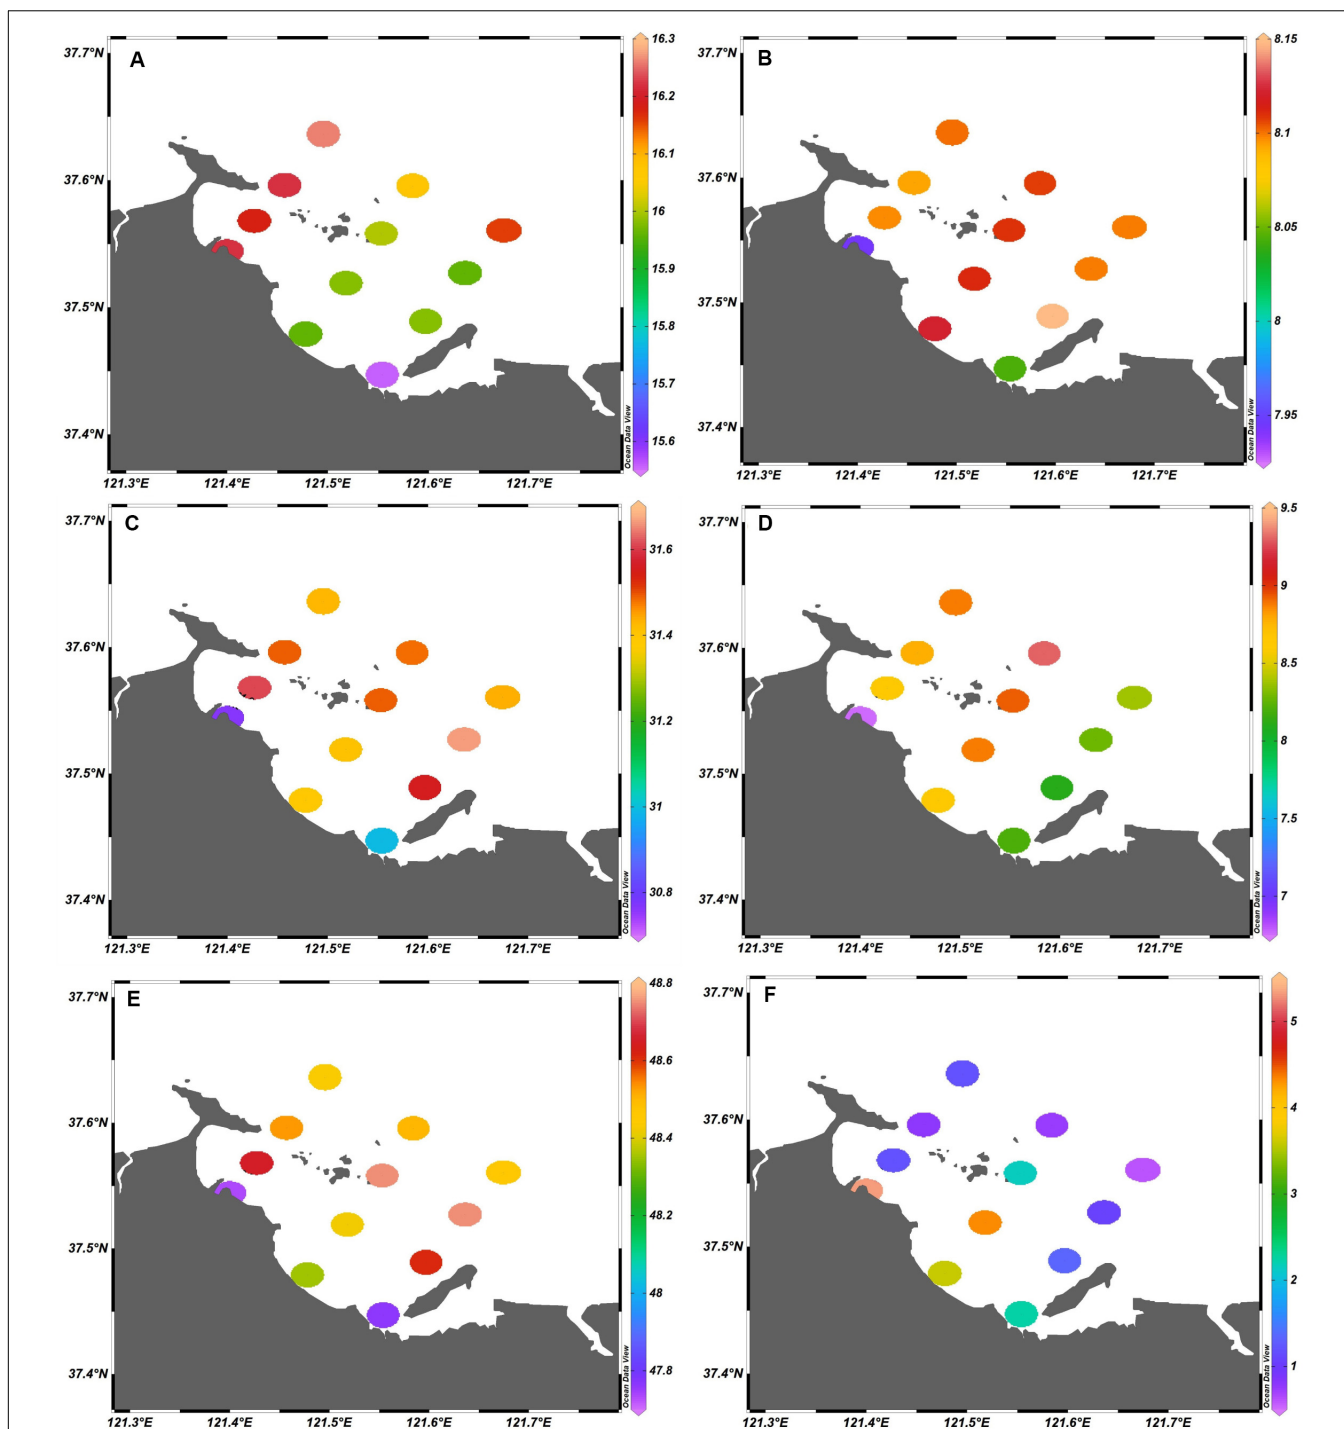 A
37.7°N
37.6°N
37.5°N
37.4°N
121.3°E 121.4°E 121.5°E 121.6°E 121.7°E
16.3
16.2
16.1
16
15.9
15.8
15.7
15.6
Ocean Data View
B
37.7°N
37.6°N
37.5°N
37.4°N
121.3°E 121.4°E 121.5°E 121.6°E 121.7°E
8.15
8.1
8.05
8
7.95
Ocean Data View
C
37.7°N
37.6°N
37.5°N
37.4°N
121.3°E 121.4°E 121.5°E 121.6°E 121.7°E
31.6
31.4
31.2
31
30.8
Ocean Data View
D
37.7°N
37.6°N
37.5°N
37.4°N
121.3°E 121.4°E 121.5°E 121.6°E 121.7°E
9.5
9
8.5
8
7.5
7
Ocean Data View
E
37.7°N
37.6°N
37.5°N
37.4°N
121.3°E 121.4°E 121.5°E 121.6°E 121.7°E
48.8
48.6
48.4
48.2
48
47.8
Ocean Data View
F
37.7°N
37.6°N
37.5°N
37.4°N
121.3°E 121.4°E 121.5°E 121.6°E 121.7°E
5
4
3
2
1
Ocean Data View